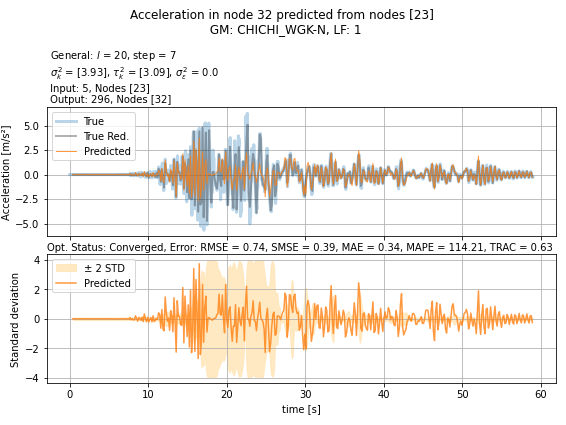 Acceleration in node 32 predicted from nodes [23]
GM: CHICHI_WGK-N, LF: 1
General: l = 20, step = 7
σ²ₖ = [3.93], τ²ₖ = [3.09], σ²ε = 0.0
Input: 5, Nodes [23]
Output: 296, Nodes [32]
True
True Red.
Predicted
Acceleration [m/s²]
5.0
2.5
0.0
−2.5
−5.0
Opt. Status: Converged, Error: RMSE = 0.74, SMSE = 0.39, MAE = 0.34, MAPE = 114.21, TRAC = 0.63
± 2 STD
Predicted
Standard deviation
4
2
0
−2
−4
0 10 20 30 40 50 60
time [s]